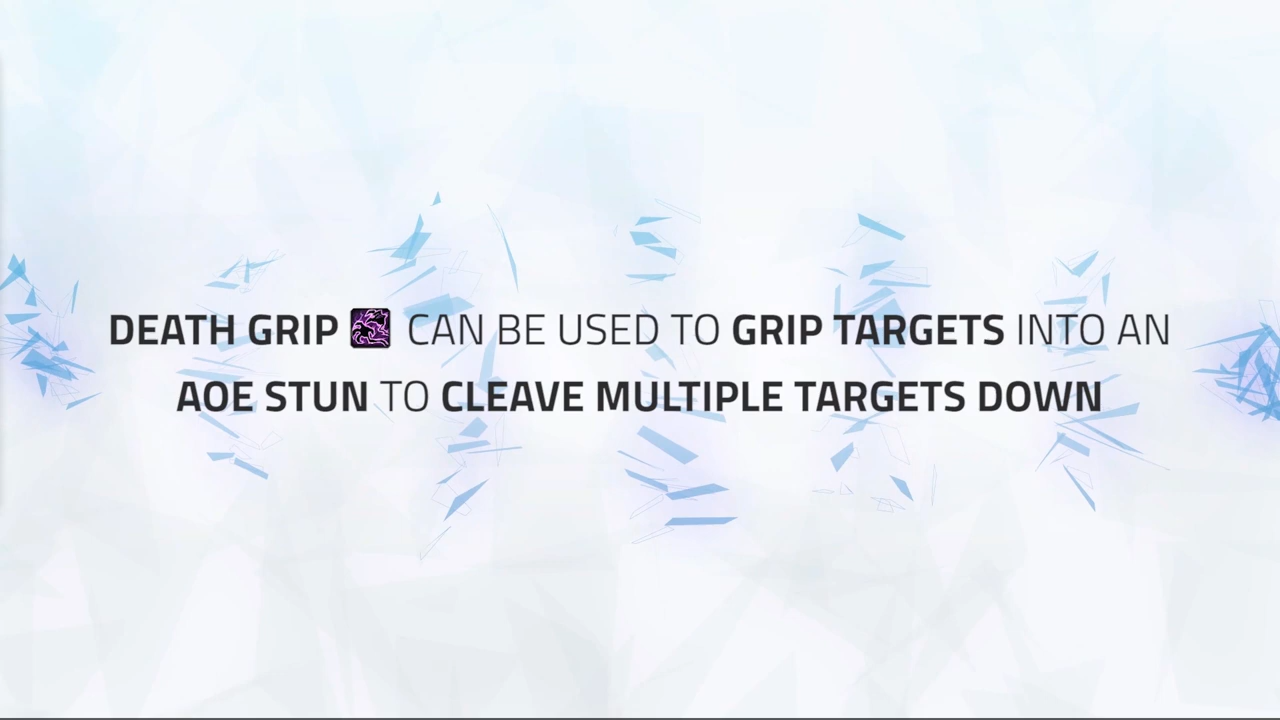 DEATH GRIP CAN BE USED TO GRIP TARGETS INTO AN
AOE STUN TO CLEAVE MULTIPLE TARGETS DOWN